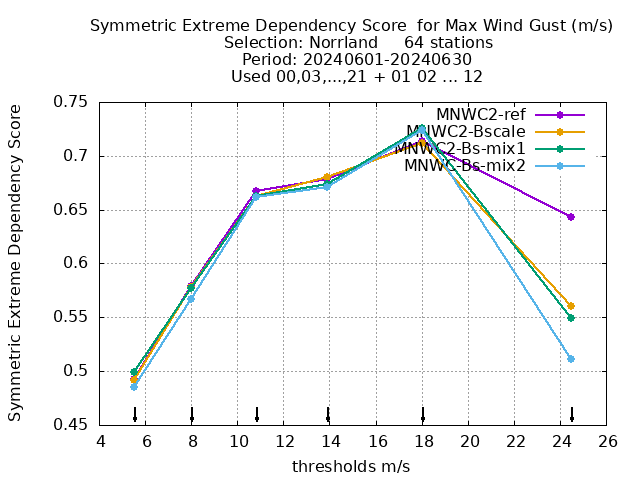 Symmetric Extreme Dependency Score  for Max Wind Gust (m/s)
Selection: Norrland     64 stations
Period: 20240601-20240630
Used 00,03,...,21 + 01 02 ... 12
MNWC2-ref
MNWC2-Bscale
MNWC2-Bs-mix1
MNWC-Bs-mix2
Symmetric Extreme Dependency Score
0.75
0.7
0.65
0.6
0.55
0.5
0.45
4 6 8 10 12 14 16 18 20 22 24 26
thresholds m/s